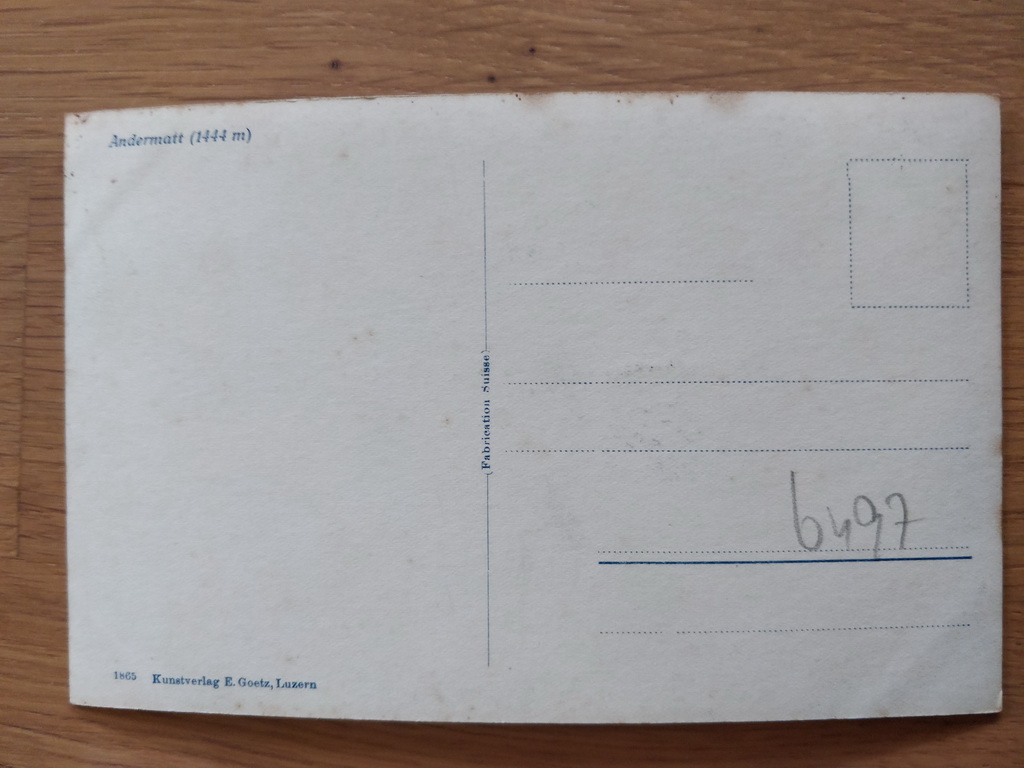 Andermatt (1444 m)
Fabrication Suisse
6497
1865 Kunstverlag E. Goetz, Luzern